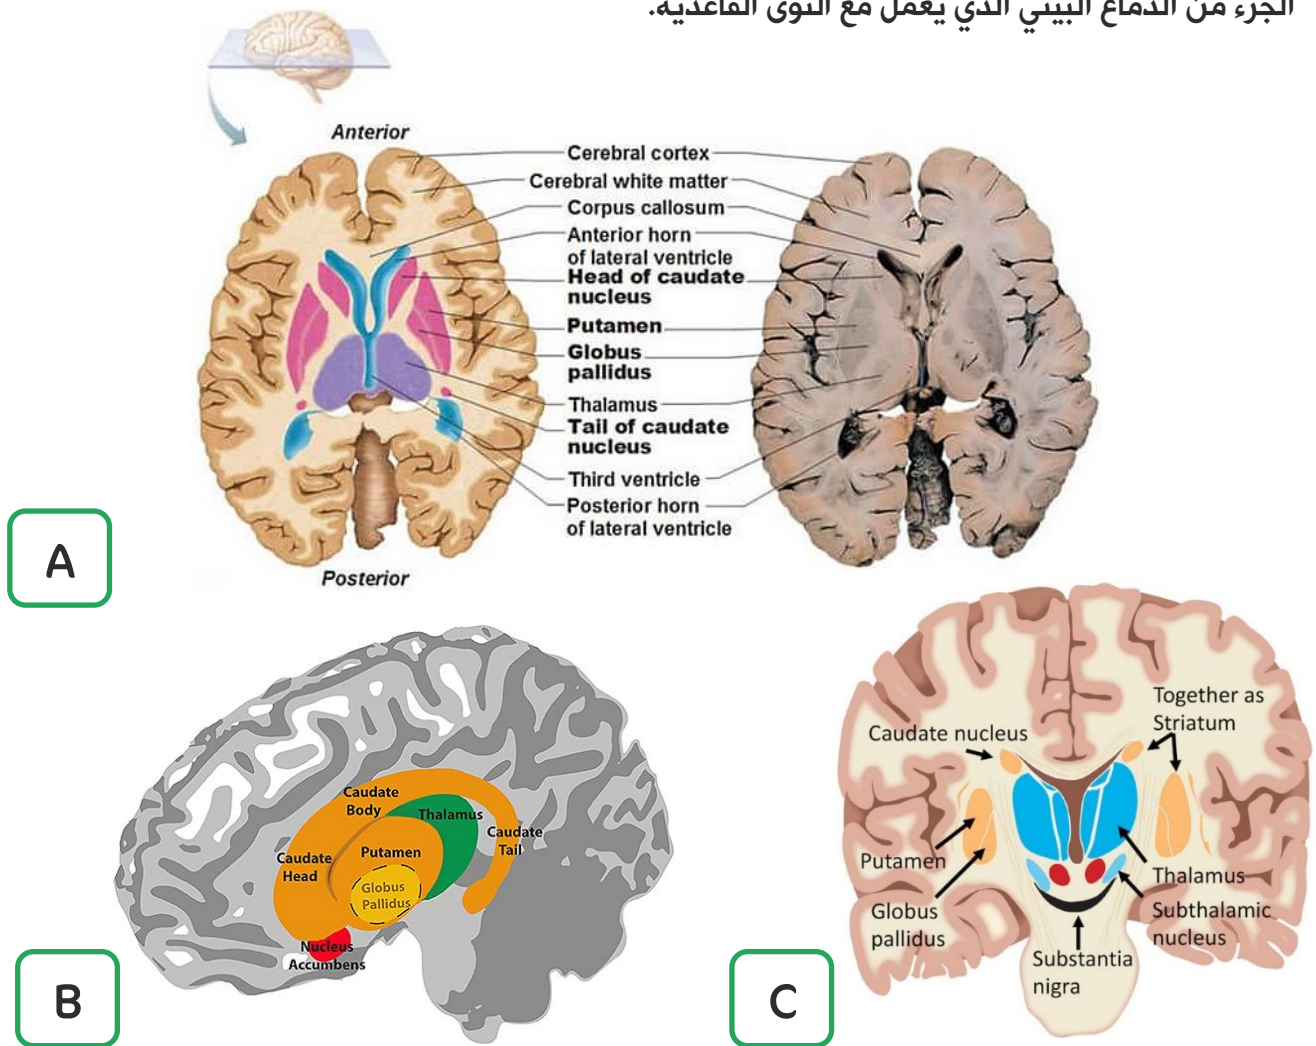 الجزء من الدماغ البيني الذي يعمل مع النوى القاعدية.
Anterior
Cerebral cortex
Cerebral white matter
Corpus callosum
Anterior horn
of lateral ventricle
Head of caudate
nucleus
Putamen
Globus
pallidus
Thalamus
Tail of caudate
nucleus
Third ventricle
Posterior horn
of lateral ventricle
Posterior
A
Caudate
Body
Thalamus
Caudate
Tail
Putamen
Caudate
Head
Globus
Pallidus
Nucleus
Accumbens
B
Together as
Striatum
Caudate nucleus
Putamen
Globus
pallidus
Thalamus
Subthalamic
nucleus
Substantia
nigra
C